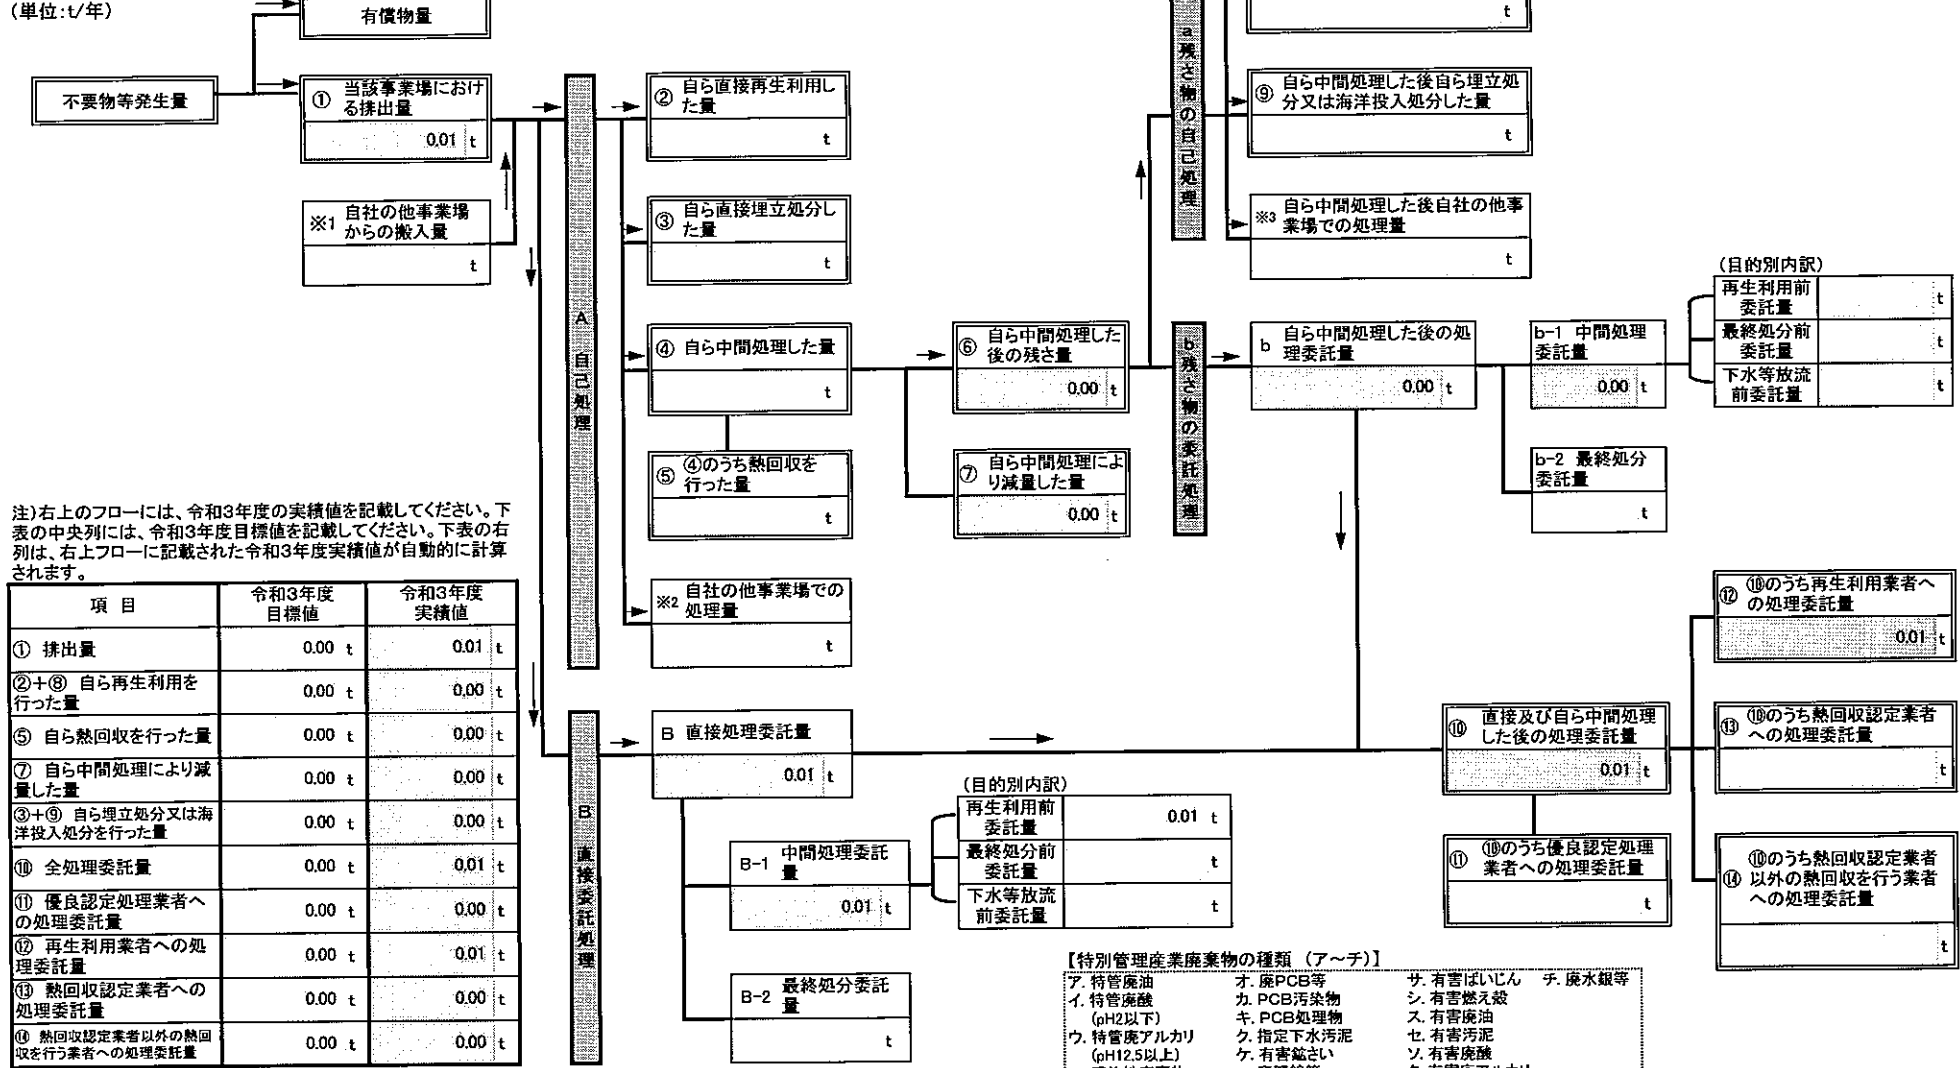 (単位:t/年)
有償物量
不要物等発生量
① 当該事業場におけ
る排出量
0.01 t
※1 自社の他事業場
からの搬入量
t
A 自己処理
② 自ら直接再生利用し
た量
t
③ 自ら直接埋立処分し
た量
t
④ 自ら中間処理した量
t
⑤ ④のうち熱回収を
行った量
t
※2 自社の他事業場での
処理量
t
⑥ 自ら中間処理した
後の残さ量
0.00 t
⑦ 自ら中間処理によ
り減量した量
0.00 t
a残さ物の自己処理
t
⑨ 自ら中間処理した後自ら埋立処
分又は海洋投入処分した量
t
※3 自ら中間処理した後自社の他事
業場での処理量
t
b残さ物の委託処理
b 自ら中間処理した後の処
理委託量
0.00 t
b-1 中間処理
委託量
0.00 t
b-2 最終処分
委託量
t
(目的別内訳)
再生利用前
委託量
t
最終処分前
委託量
t
下水等放流
前委託量
t
注)右上のフローには、令和3年度の実績値を記載してください。下
表の中央列には、令和3年度目標値を記載してください。下表の右
列は、右上フローに記載された令和3年度実績値が自動的に計算
されます。
項 目 令和3年度 目標値 令和3年度 実績値
① 排出量 0.00 t 0.01 t
②+⑧ 自ら再生利用を
行った量 0.00 t 0.00 t
⑤ 自ら熱回収を行った量 0.00 t 0.00 t
⑦ 自ら中間処理により減
量した量 0.00 t 0.00 t
③+⑨ 自ら埋立処分又は海
洋投入処分を行った量 0.00 t 0.00 t
⑩ 全処理委託量 0.00 t 0.01 t
⑪ 優良認定処理業者へ
の処理委託量 0.00 t 0.00 t
⑫ 再生利用業者への処
理委託量 0.00 t 0.01 t
⑬ 熱回収認定業者への
処理委託量 0.00 t 0.00 t
⑭ 熱回収認定業者以外の熱回
収を行う業者への処理委託量 0.00 t 0.00 t
B 直接委託処理
B 直接処理委託量
0.01 t
B-1 中間処理委託
量
0.01 t
B-2 最終処分委託
量
t
(目的別内訳)
再生利用前
委託量
0.01 t
最終処分前
委託量
t
下水等放流
前委託量
t
⑩ 直接及び自ら中間処理
した後の処理委託量
0.01 t
⑪ ⑩のうち優良認定処理
業者への処理委託量
t
⑫ ⑩のうち再生利用業者へ
の処理委託量
0.01 t
⑬ ⑩のうち熱回収認定業者
への処理委託量
t
⑭ ⑩のうち熱回収認定業者
以外の熱回収を行う業者
への処理委託量
t
【特別管理産業廃棄物の種類 (ア~チ)】
ア. 特管廃油 オ. 廃PCB等 サ. 有害ばいじん チ. 廃水銀等
イ. 特管廃酸 カ. PCB汚染物 シ. 有害燃え殻
(pH2以下) キ. PCB処理物 ス. 有害廃油
ウ. 特管廃アルカリ ク. 指定下水汚泥 セ. 有害汚泥
(pH12.5以上) ケ. 有害鉱さい ソ. 有害廃酸